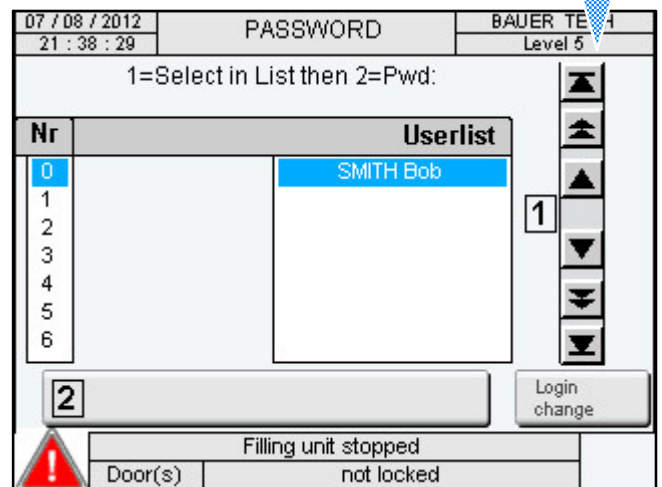 07 / 08 / 2012 PASSWORD BAUER
21 : 38 : 29 Level 5
1=Select in List then 2=Pwd:
Nr Userlist
0 SMITH Bob
1
2
3
4
5
6
1
2
Login
change
Filling unit stopped
Door(s) not locked